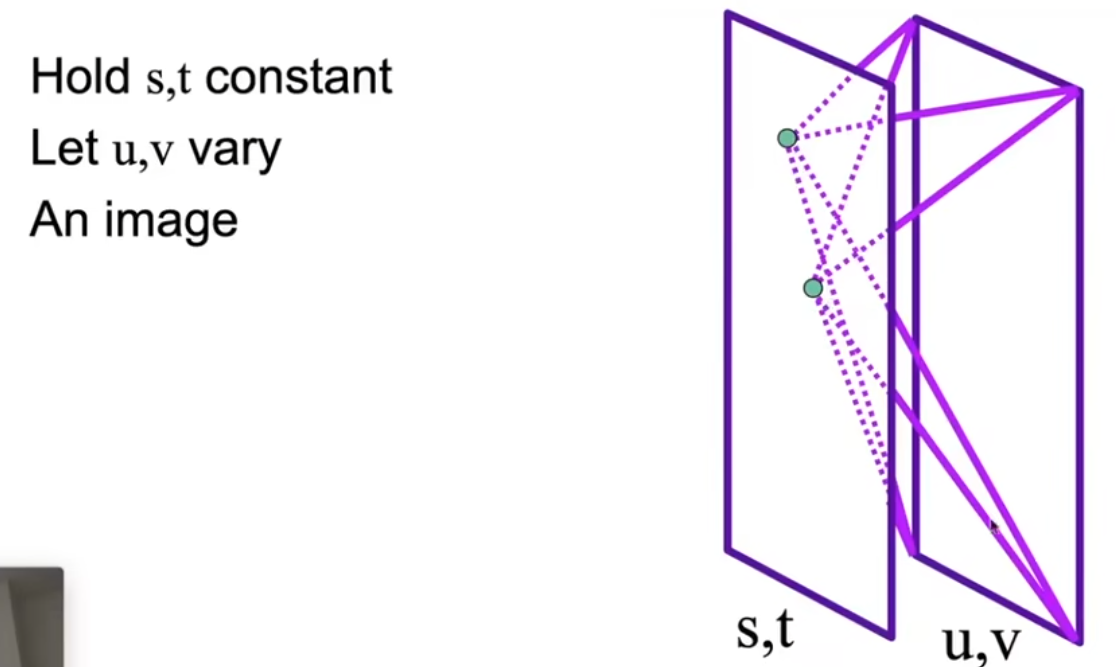 Hold s,t constant
Let u,v vary
An image
s,t
u,v